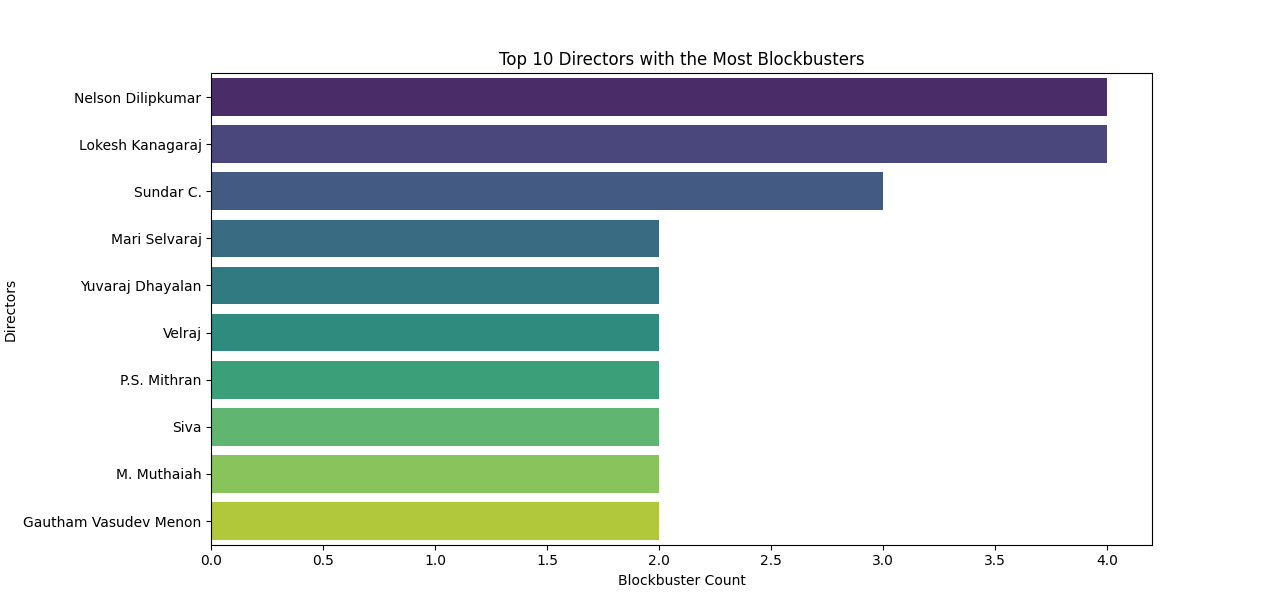 Top 10 Directors with the Most Blockbusters
Nelson Dilipkumar
Lokesh Kanagaraj
Sundar C.
Mari Selvaraj
Yuvaraj Dhayalan
Velraj
P.S. Mithran
Siva
M. Muthaiah
Gautham Vasudev Menon
Directors
0.0 0.5 1.0 1.5 2.0 2.5 3.0 3.5 4.0
Blockbuster Count